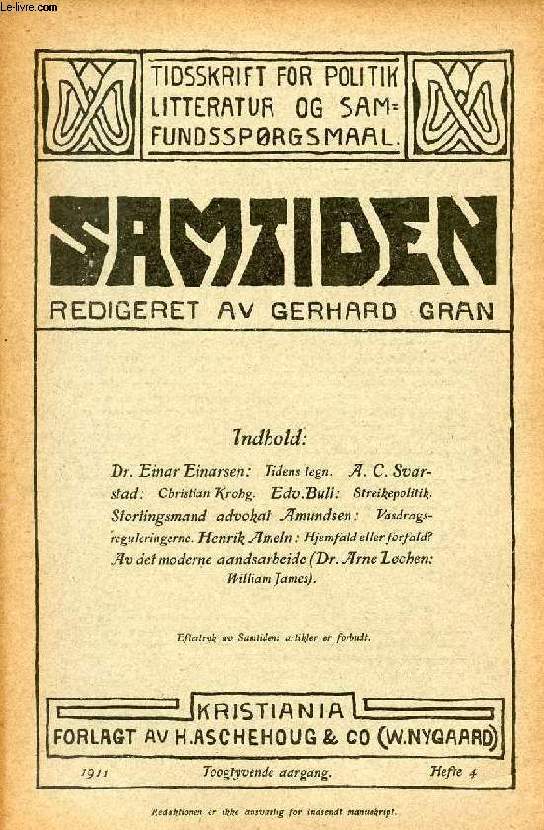 Le-livre.com
TIDSSKRIFT FOR POLITIK
LITTERATUR OG SAM=
FUNDSSPØRGSMAAL.
SAMTIDEN
REDIGERET AV GERHARD GRAN
Indhold:
Dr. Einar Einarsen: Tidens tegn. A. C. Svar-
stad: Christian Krohg. Edv. Bull: Streikepolitik.
Stortingsmand advokat Amundsen: Vasdrags-
reguleringerne. Henrik Ameln: Hjemfald eller forfald?
Av det moderne aandsarbeide (Dr. Arne Løchen:
William James).
Eftertryk av Samtidens artikler er forbudt.
KRISTIANIA
FORLAGT AV H. ASCHEHOUG & CO (W. NYGAARD)
1911 Toogtyvende aargang. Hefte 4
Redaktionen er ikke ansvarlig for indsendt manuskript.